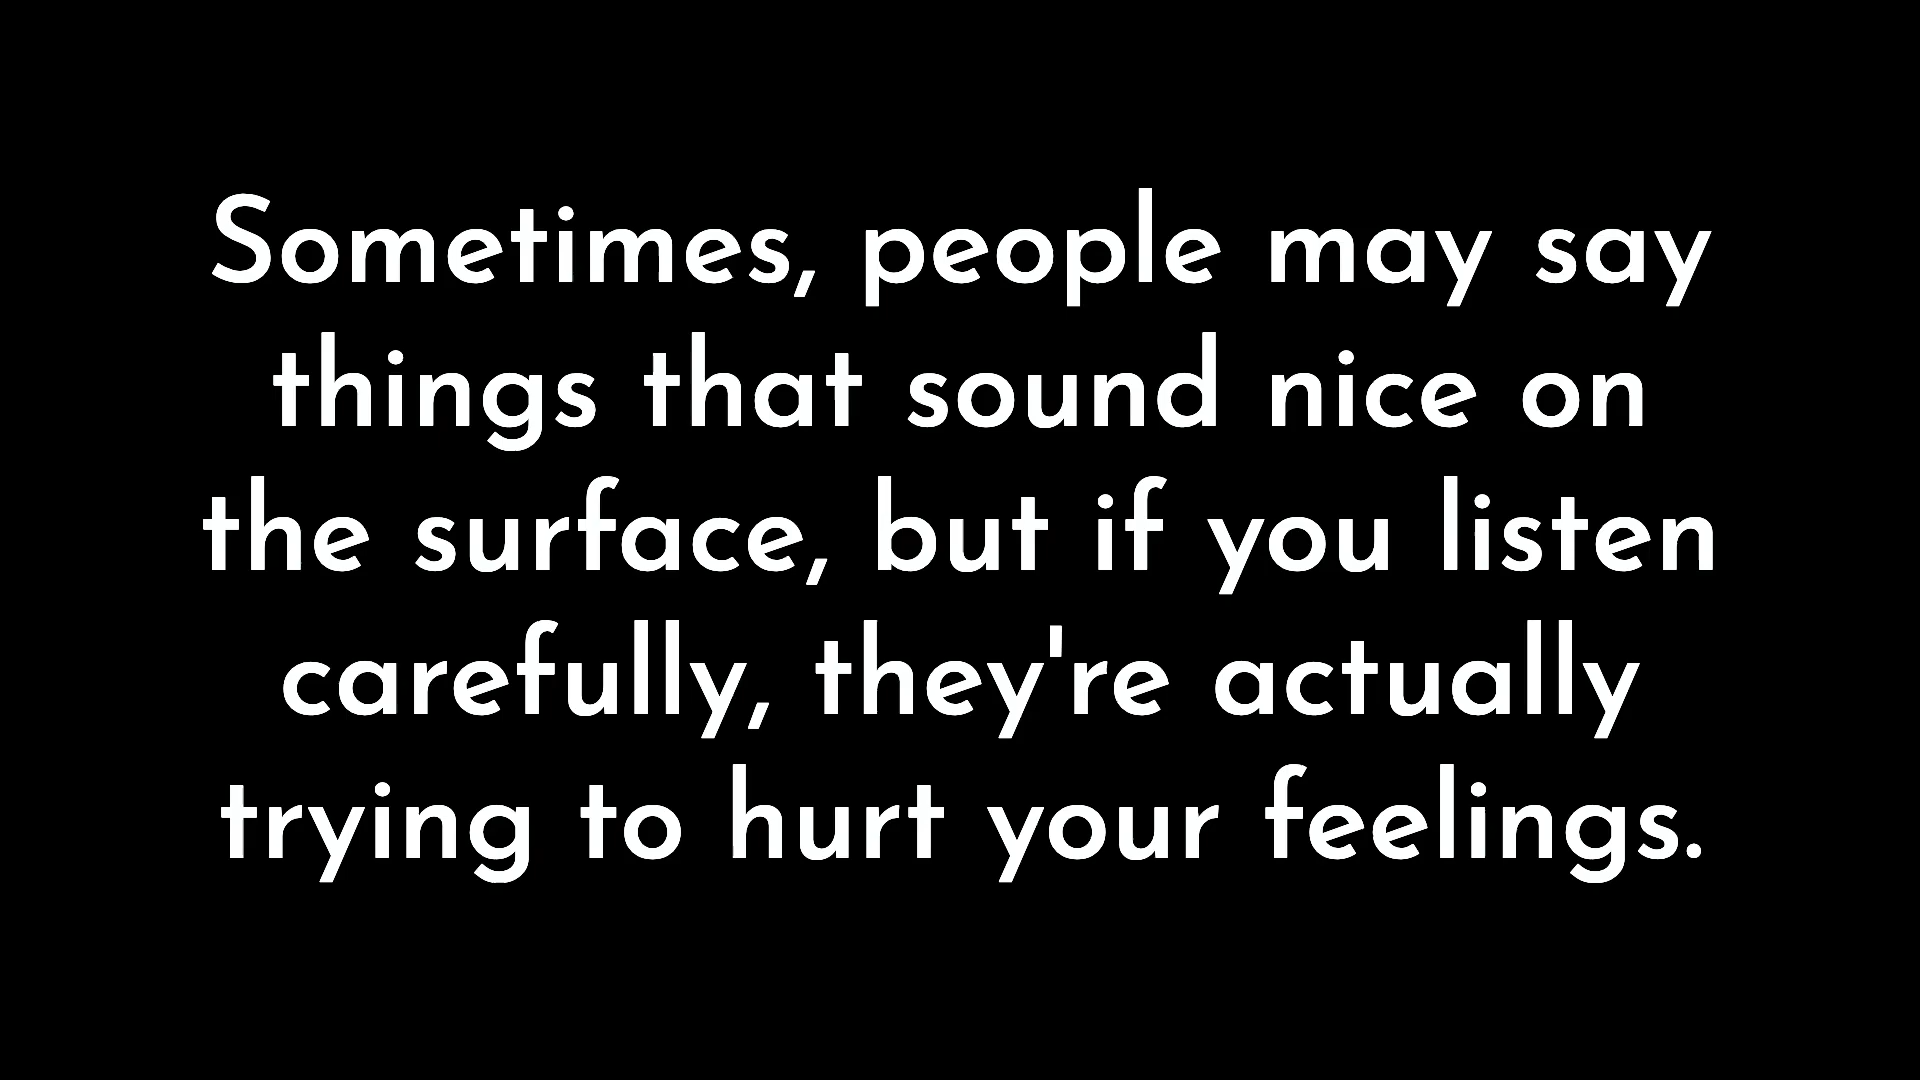 Sometimes, people may say
things that sound nice on
the surface, but if you listen
carefully, they're actually
trying to hurt your feelings.